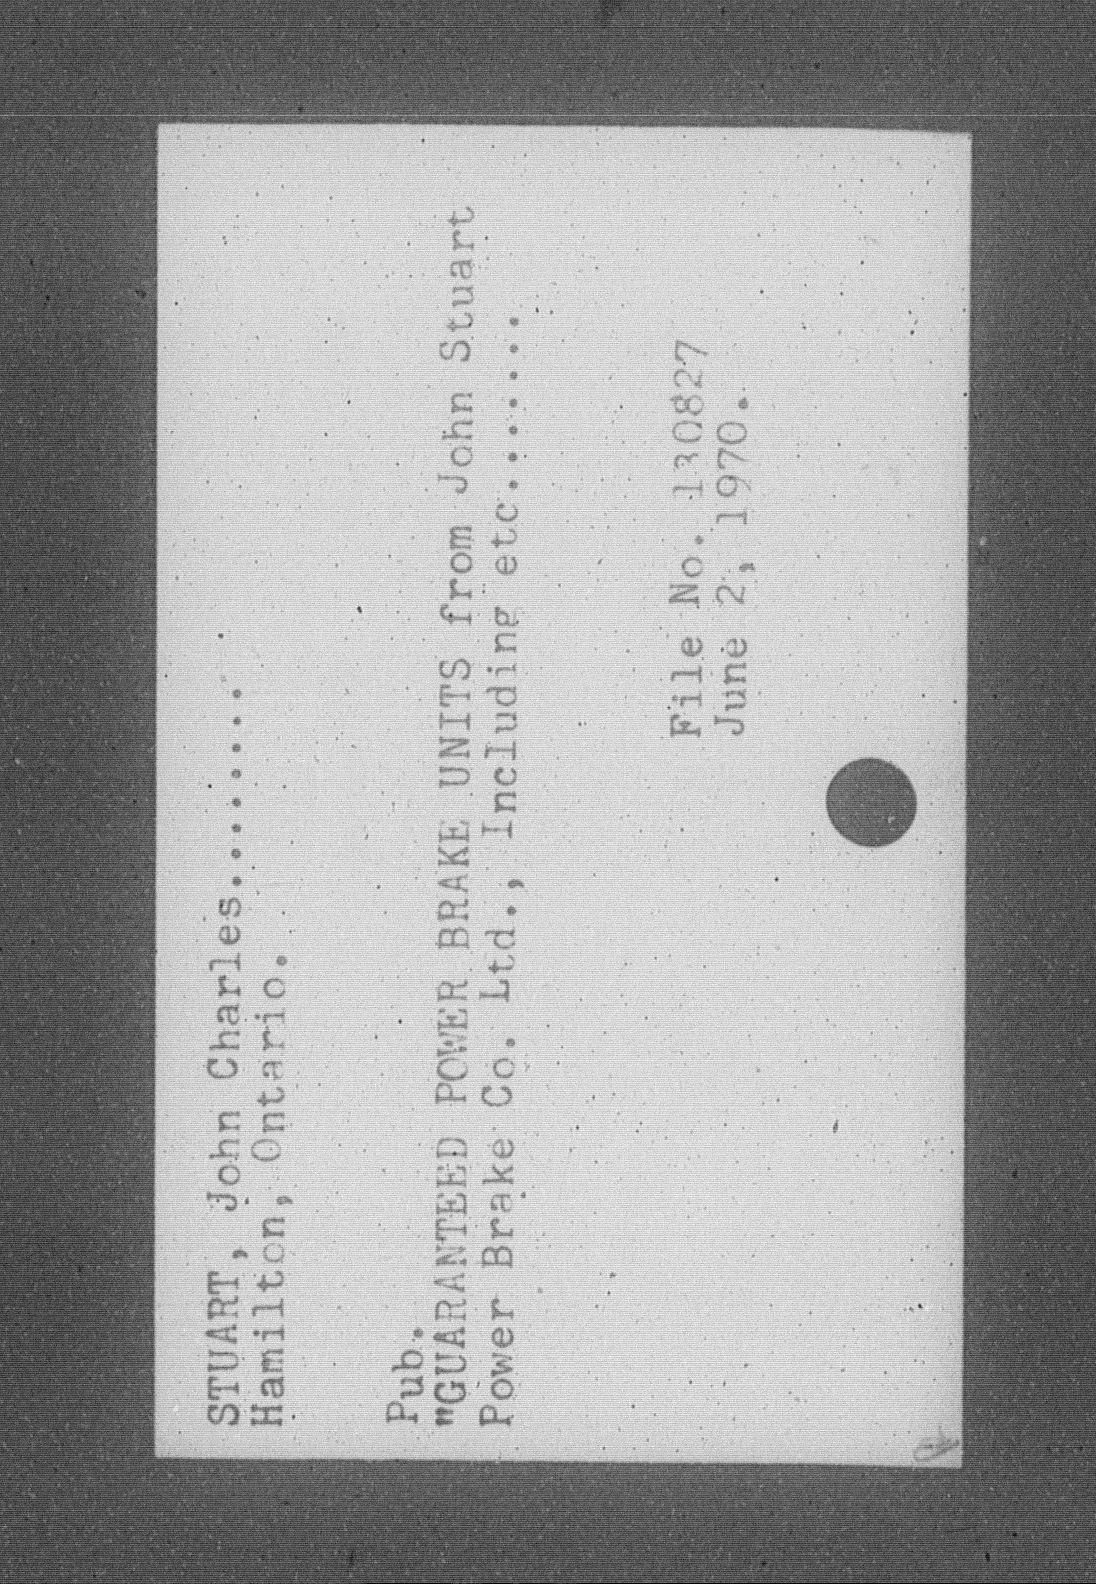 STUART, John Charles........
Hamilton, Ontario.
Pub.
"GUARANTEED POWER BRAKE UNITS from John Stuart
Power Brake Co. Ltd., Including etc.......
File No. 130827
June 2, 1970.